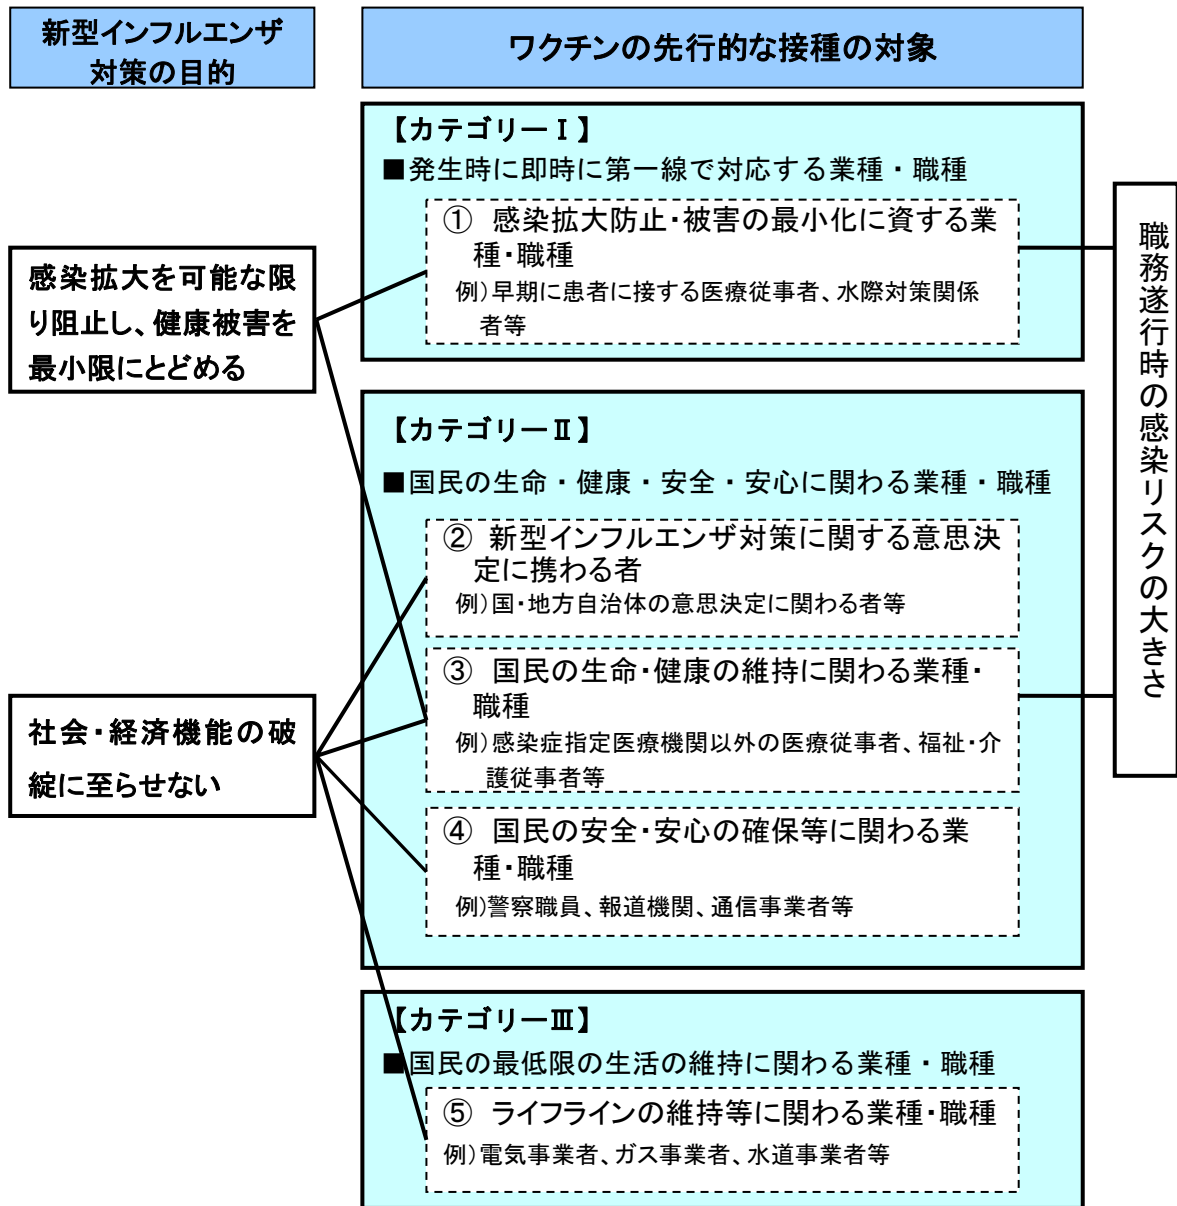 新型インフルエンザ
対策の目的
ワクチンの先行的な接種の対象
【カテゴリーⅠ】
■発生時に即時に第一線で対応する業種・職種
① 感染拡大防止・被害の最小化に資する業
種・職種
例)早期に患者に接する医療従事者、水際対策関係
者等
感染拡大を可能な限
り阻止し、健康被害を
最小限にとどめる
【カテゴリーⅡ】
■国民の生命・健康・安全・安心に関わる業種・職種
② 新型インフルエンザ対策に関する意思決
定に携わる者
例)国・地方自治体の意思決定に関わる者等
③ 国民の生命・健康の維持に関わる業種・
職種
例)感染症指定医療機関以外の医療従事者、福祉・介
護従事者等
社会・経済機能の破
綻に至らせない
④ 国民の安全・安心の確保等に関わる業
種・職種
例)警察職員、報道機関、通信事業者等
【カテゴリーⅢ】
■国民の最低限の生活の維持に関わる業種・職種
⑤ ライフラインの維持等に関わる業種・職種
例)電気事業者、ガス事業者、水道事業者等
職務遂行時の感染リスクの大きさ